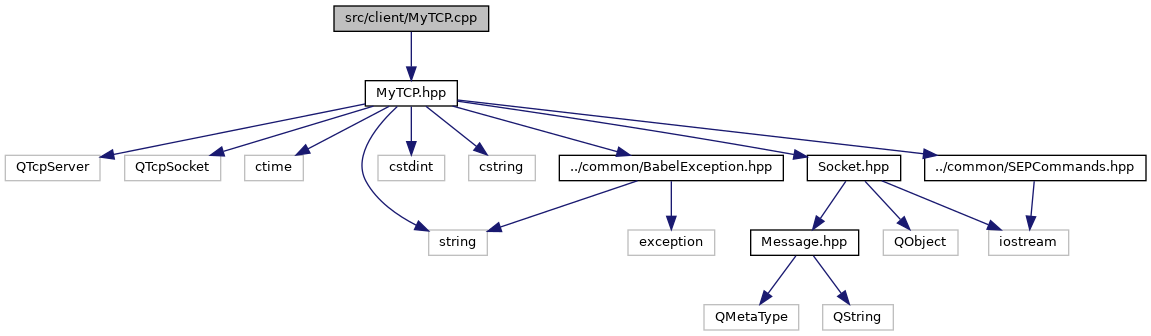 src/client/MyTCP.cpp
MyTCP.hpp
QTcpServer
QTcpSocket
ctime
cstdint
cstring
../common/BabelException.hpp
Socket.hpp
../common/SEPCommands.hpp
string
exception
Message.hpp
QObject
iostream
QMetaType
QString